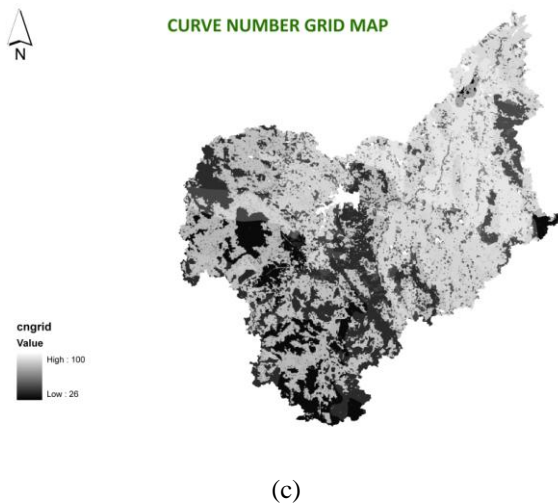 CURVE NUMBER GRID MAP
N
cngrid
Value
High : 100
Low : 26
(c)